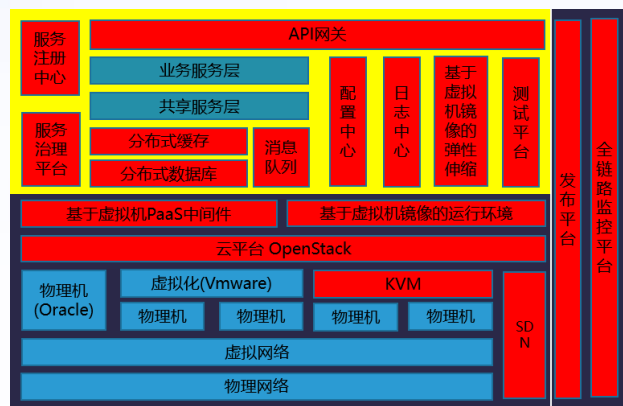 服务
注册
中心
API网关
业务服务层
共享服务层
服务
治理
平台
分布式缓存
分布式数据库
消息
队列
配
置
中
心
日
志
中
心
基于
虚拟
机镜
像的
弹性
伸缩
测
试
平
台
发
布
平
台
全
链
路
监
控
平
台
基于虚拟机PaaS中间件
基于虚拟机镜像的运行环境
云平台 OpenStack
物理机
(Oracle)
虚拟化(Vmware)
KVM
物理机
物理机
物理机
物理机
SD
N
虚拟网络
物理网络